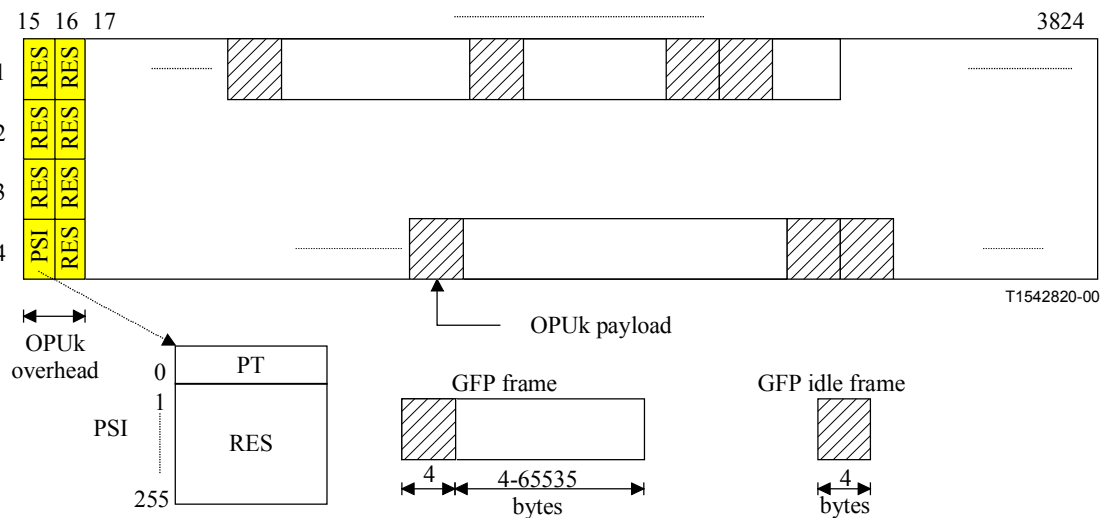 15 16 17 3824
1 RES RES
2 RES RES
3 RES RES
4 PSI RES
T1542820-00
OPUk payload
OPUk
overhead
0 PT
1
PSI RES
255
GFP frame
4 4-65535
bytes
GFP idle frame
4
bytes